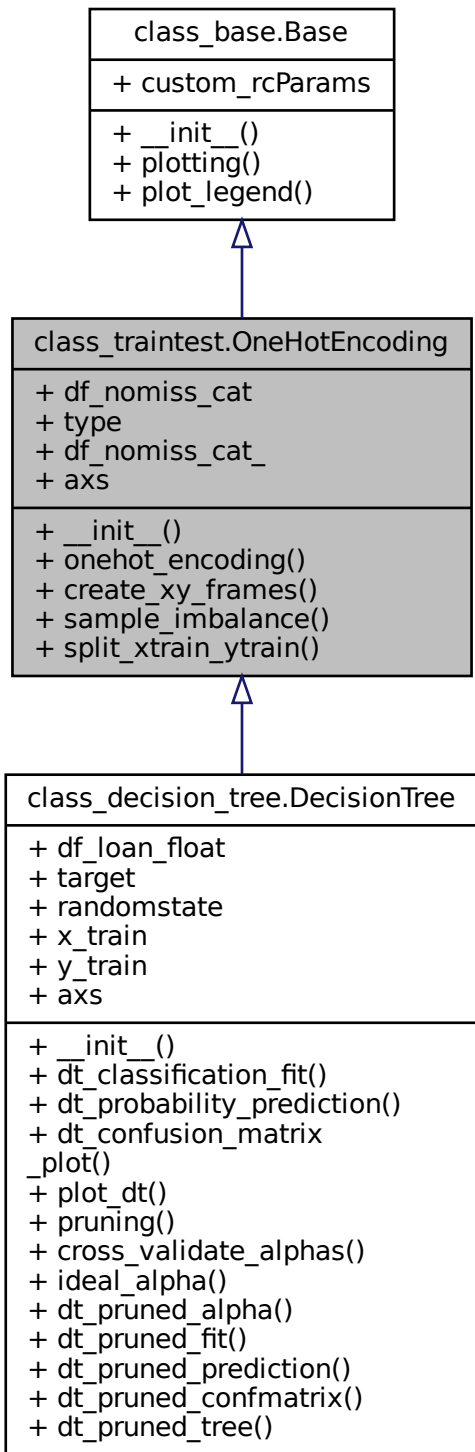 class_base.Base
+ custom_rcParams
+ __init__()
+ plotting()
+ plot_legend()
class_traintest.OneHotEncoding
+ df_nomiss_cat
+ type
+ df_nomiss_cat_
+ axs
+ __init__()
+ onehot_encoding()
+ create_xy_frames()
+ sample_imbalance()
+ split_xtrain_ytrain()
class_decision_tree.DecisionTree
+ df_loan_float
+ target
+ randomstate
+ x_train
+ y_train
+ axs
+ __init__()
+ dt_classification_fit()
+ dt_probability_prediction()
+ dt_confusion_matrix
_plot()
+ plot_dt()
+ pruning()
+ cross_validate_alphas()
+ ideal_alpha()
+ dt_pruned_alpha()
+ dt_pruned_fit()
+ dt_pruned_prediction()
+ dt_pruned_confmatrix()
+ dt_pruned_tree()